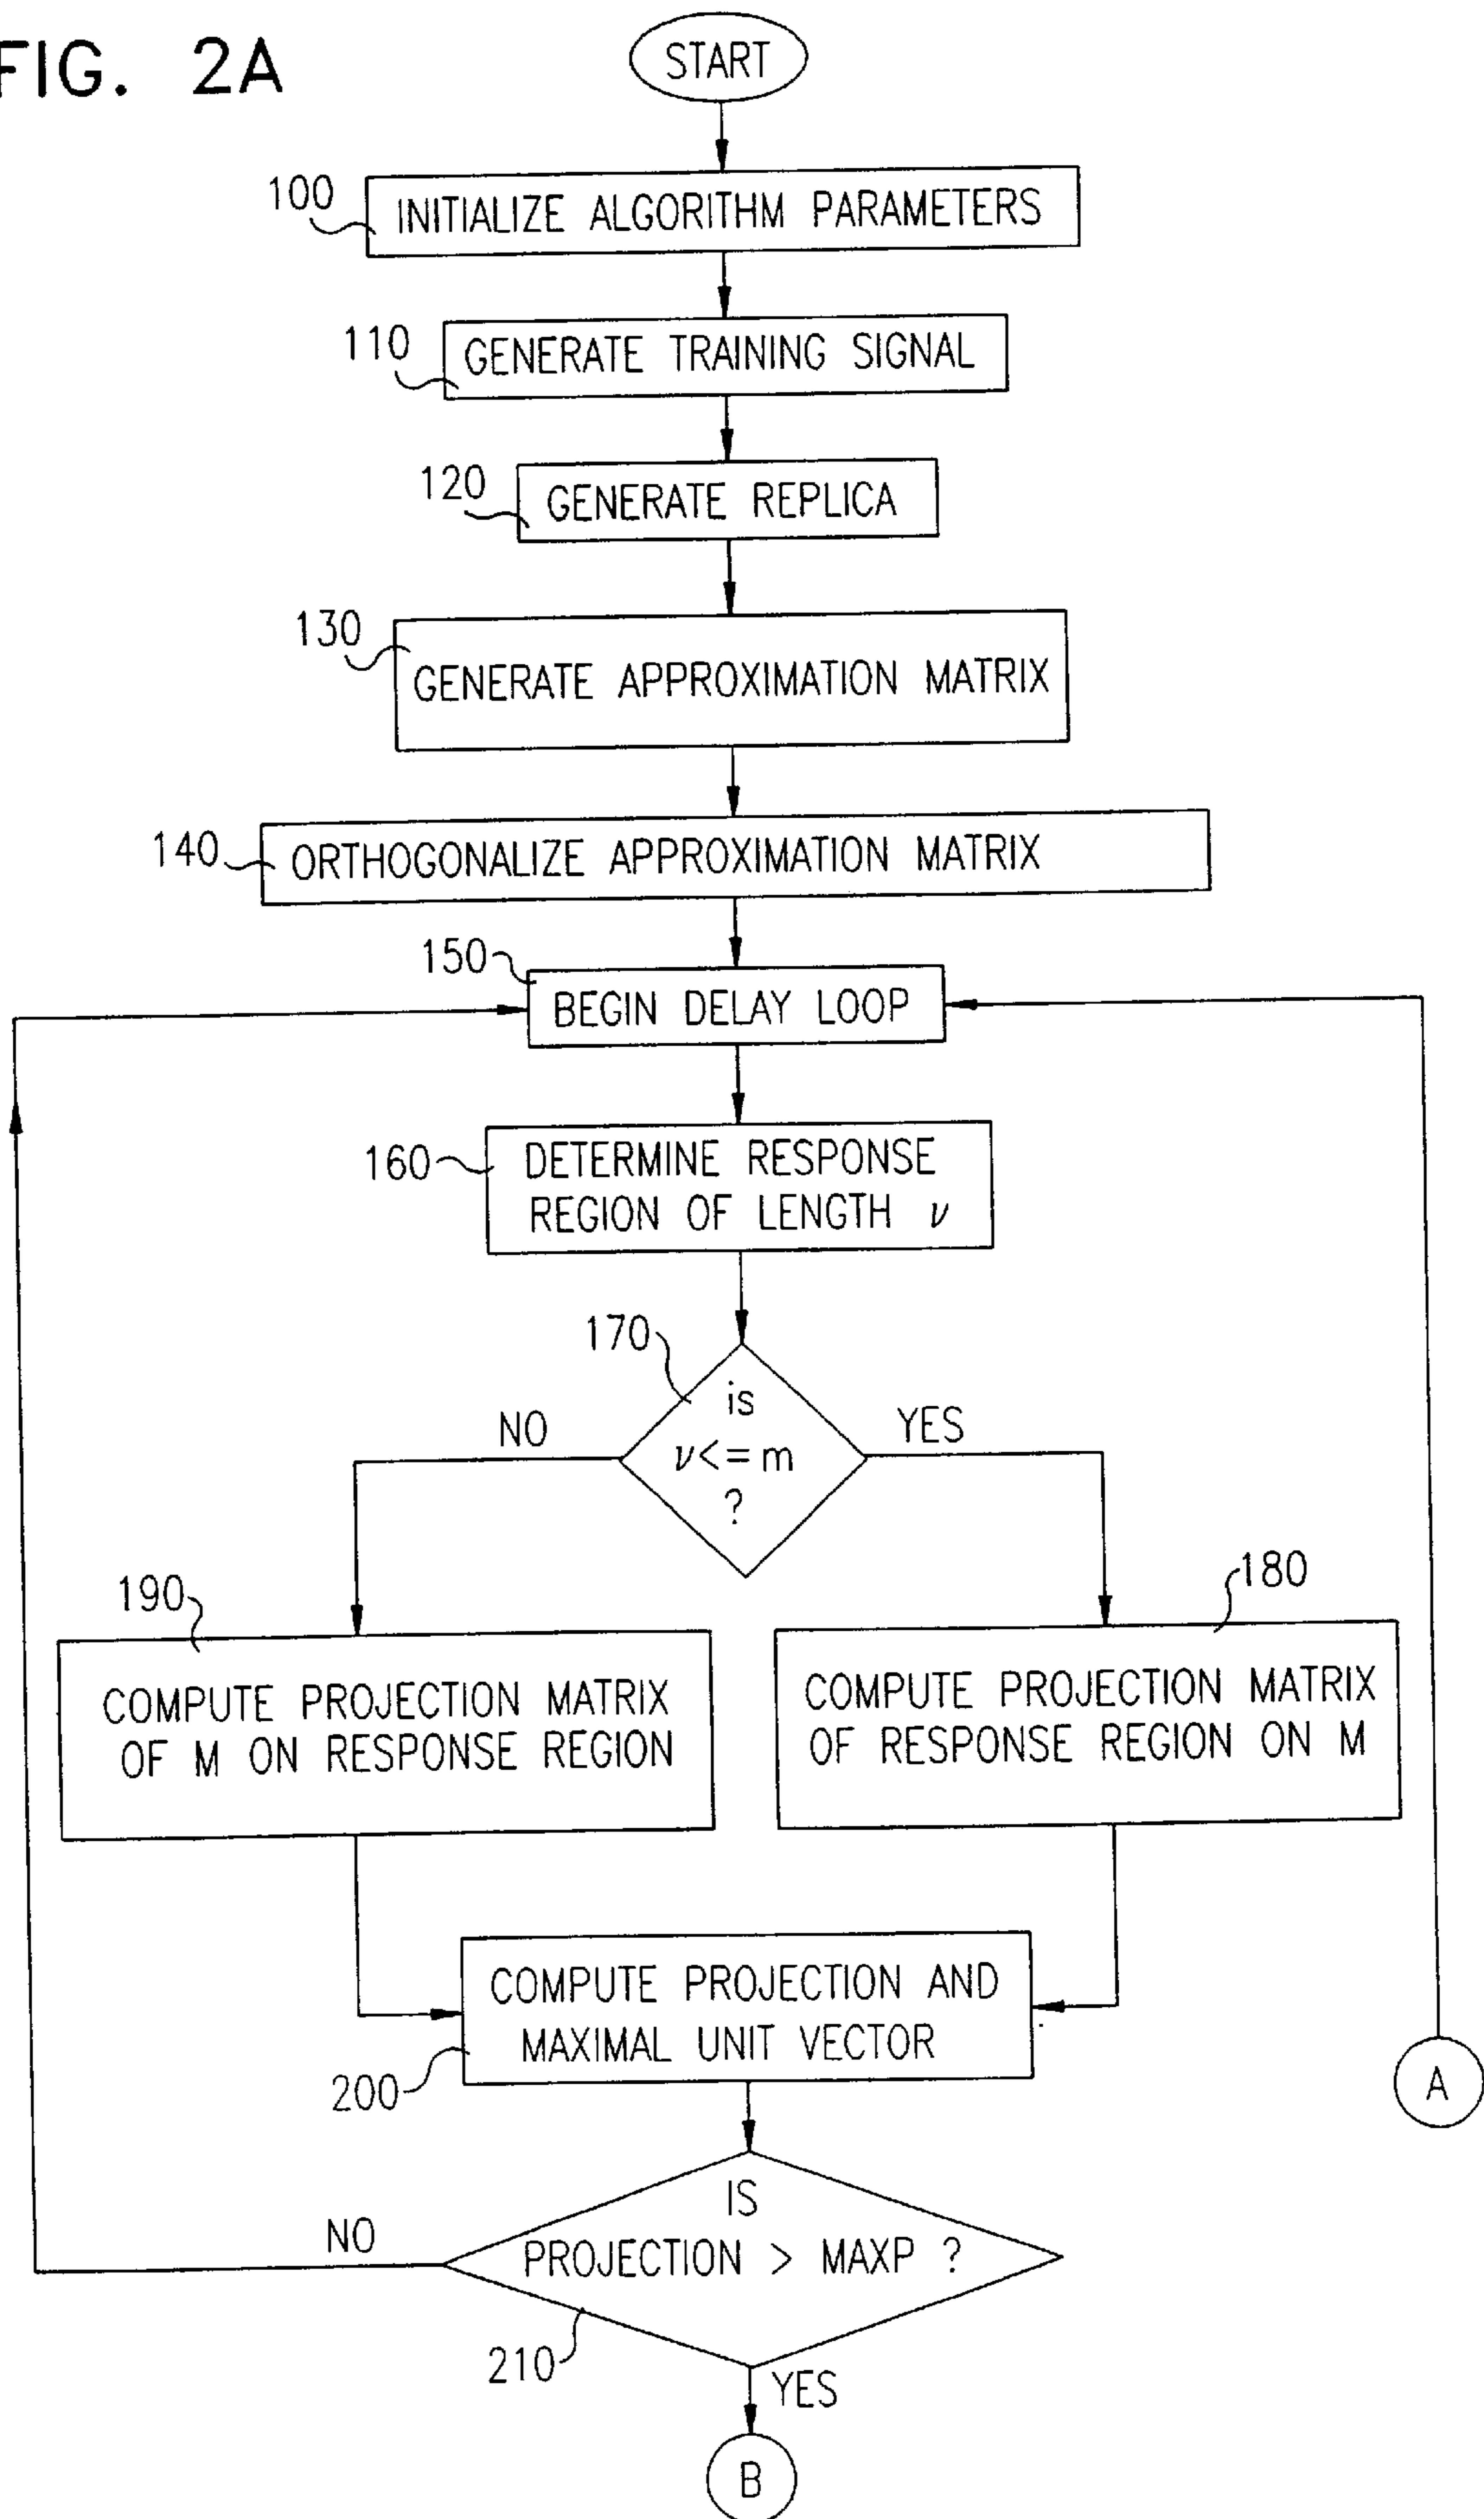 FIG. 2A
START
100
INITIALIZE ALGORITHM PARAMETERS
110
GENERATE TRAINING SIGNAL
120
GENERATE REPLICA
130
GENERATE APPROXIMATION MATRIX
140
ORTHOGONALIZE APPROXIMATION MATRIX
150
BEGIN DELAY LOOP
160
DETERMINE RESPONSE
REGION OF LENGTH ν
170
is
ν<=m
?
NO
YES
190
180
COMPUTE PROJECTION MATRIX
OF M ON RESPONSE REGION
COMPUTE PROJECTION MATRIX
OF RESPONSE REGION ON M
COMPUTE PROJECTION AND
MAXIMAL UNIT VECTOR
200
A
IS
PROJECTION > MAXP ?
NO
210
YES
B